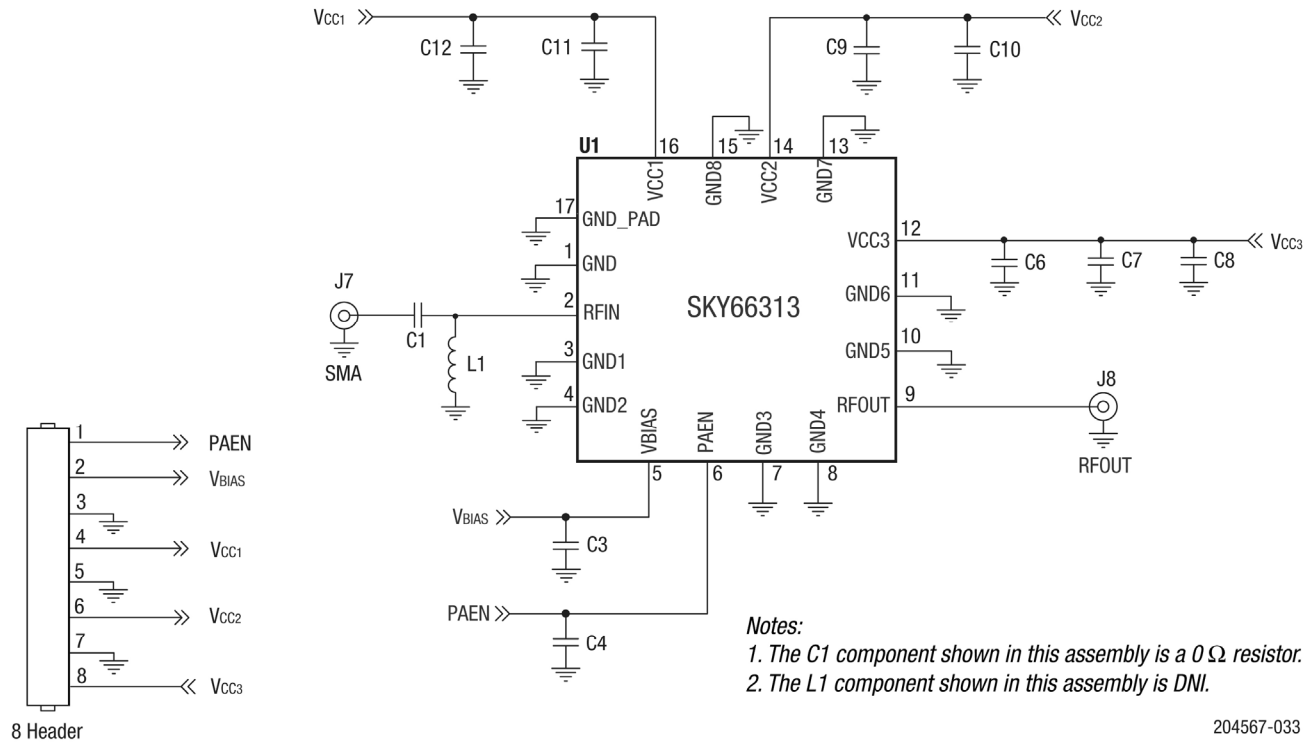 VCC1
VCC2
C12
C11
C9
C10
U1
16
15
14
13
VCC1
GND8
VCC2
GND7
17
GND_PAD
1
GND
2
RFIN
3
GND1
4
GND2
SKY66313
VCC3
12
GND6
11
GND5
10
RFOUT
9
VCC3
C6
C7
C8
J7
SMA
C1
L1
J8
RFOUT
VBIAS
PAEN
GND3
GND4
5
6
7
8
VBIAS
C3
PAEN
C4
1
PAEN
2
VBIAS
3
4
VCC1
5
6
VCC2
7
8
VCC3
8 Header
Notes:
1. The C1 component shown in this assembly is a 0 Ω resistor.
2. The L1 component shown in this assembly is DNI.
204567-033